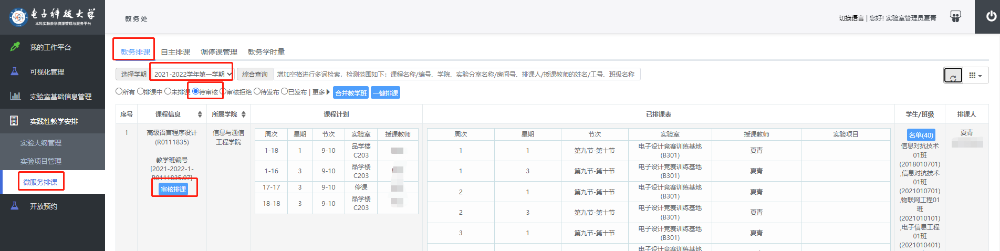 电子科技大学
本科实验教学资源管理与服务平台
教务处
切换语言 | 您好! 实验室管理员夏青
我的工作平台
可视化管理
实验室基础信息管理
实践性教学安排
实验大纲管理
实验项目管理
微服务排课
开放预约
教务排课 自主排课 调停课管理 教务学时量
选择学期 2021-2022学年第一学期 综合查询 增加空格进行多词检索，检测范围如下：课程名称/编号、学院、实验分室名称/房间号、排课人/授课教师的姓名/工号、班级名称
所有 排课中 未排课 待审核 审核拒绝 待发布 已发布 | 更多 合并教学班 一键排课
序号 课程信息 所属学院 课程计划 已排课表 学生/班级 排课人
1
高级语言程序设计
(R0111835)
教学班编号
[2021-2022-1-
R0111835.07]
审核排课
信息与通信
工程学院
周次 星期 节次 实验室 授课教师
1-18 1 9-10 品学楼
C203
1-16 3 9-10 品学楼
C203
17-17 3 9-10 停课
18-18 3 9-10 品学楼
C203
周次 星期 节次 实验室 授课教师 实验项目
1 1 第九节-第十节 电子设计竞赛训练基地
(B301) 夏青
1 3 第九节-第十节 电子设计竞赛训练基地
(B301) 夏青
2 1 第九节-第十节 电子设计竞赛训练基地
(B301) 夏青
2 3 第九节-第十节 电子设计竞赛训练基地
(B301) 夏青
3 1 第九节-第十节 电子设计竞赛训练基地
(B301) 夏青
电子设计竞赛训练基地
名单(40)
信息对抗技术
01班
(2018010701)
,信息对抗技术
01班
(2021010701)
,物联网工程01
班
(2021010101)
,电子信息工程
01班
(2021010401)
夏青